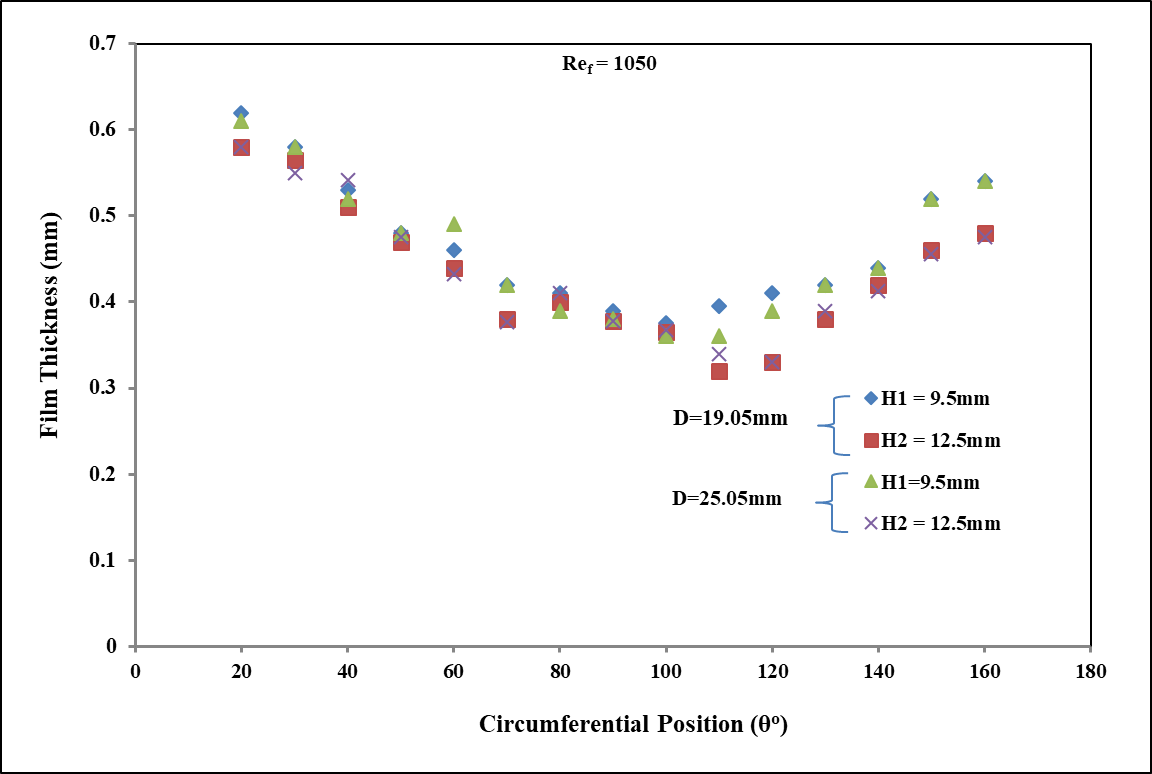 Re_f = 1050
0.7
0.6
0.5
0.4
0.3
0.2
0.1
0
Film Thickness (mm)
D=19.05mm
H1 = 9.5mm
H2 = 12.5mm
D=25.05mm
H1=9.5mm
H2 = 12.5mm
0 20 40 60 80 100 120 140 160 180
Circumferential Position (θº)